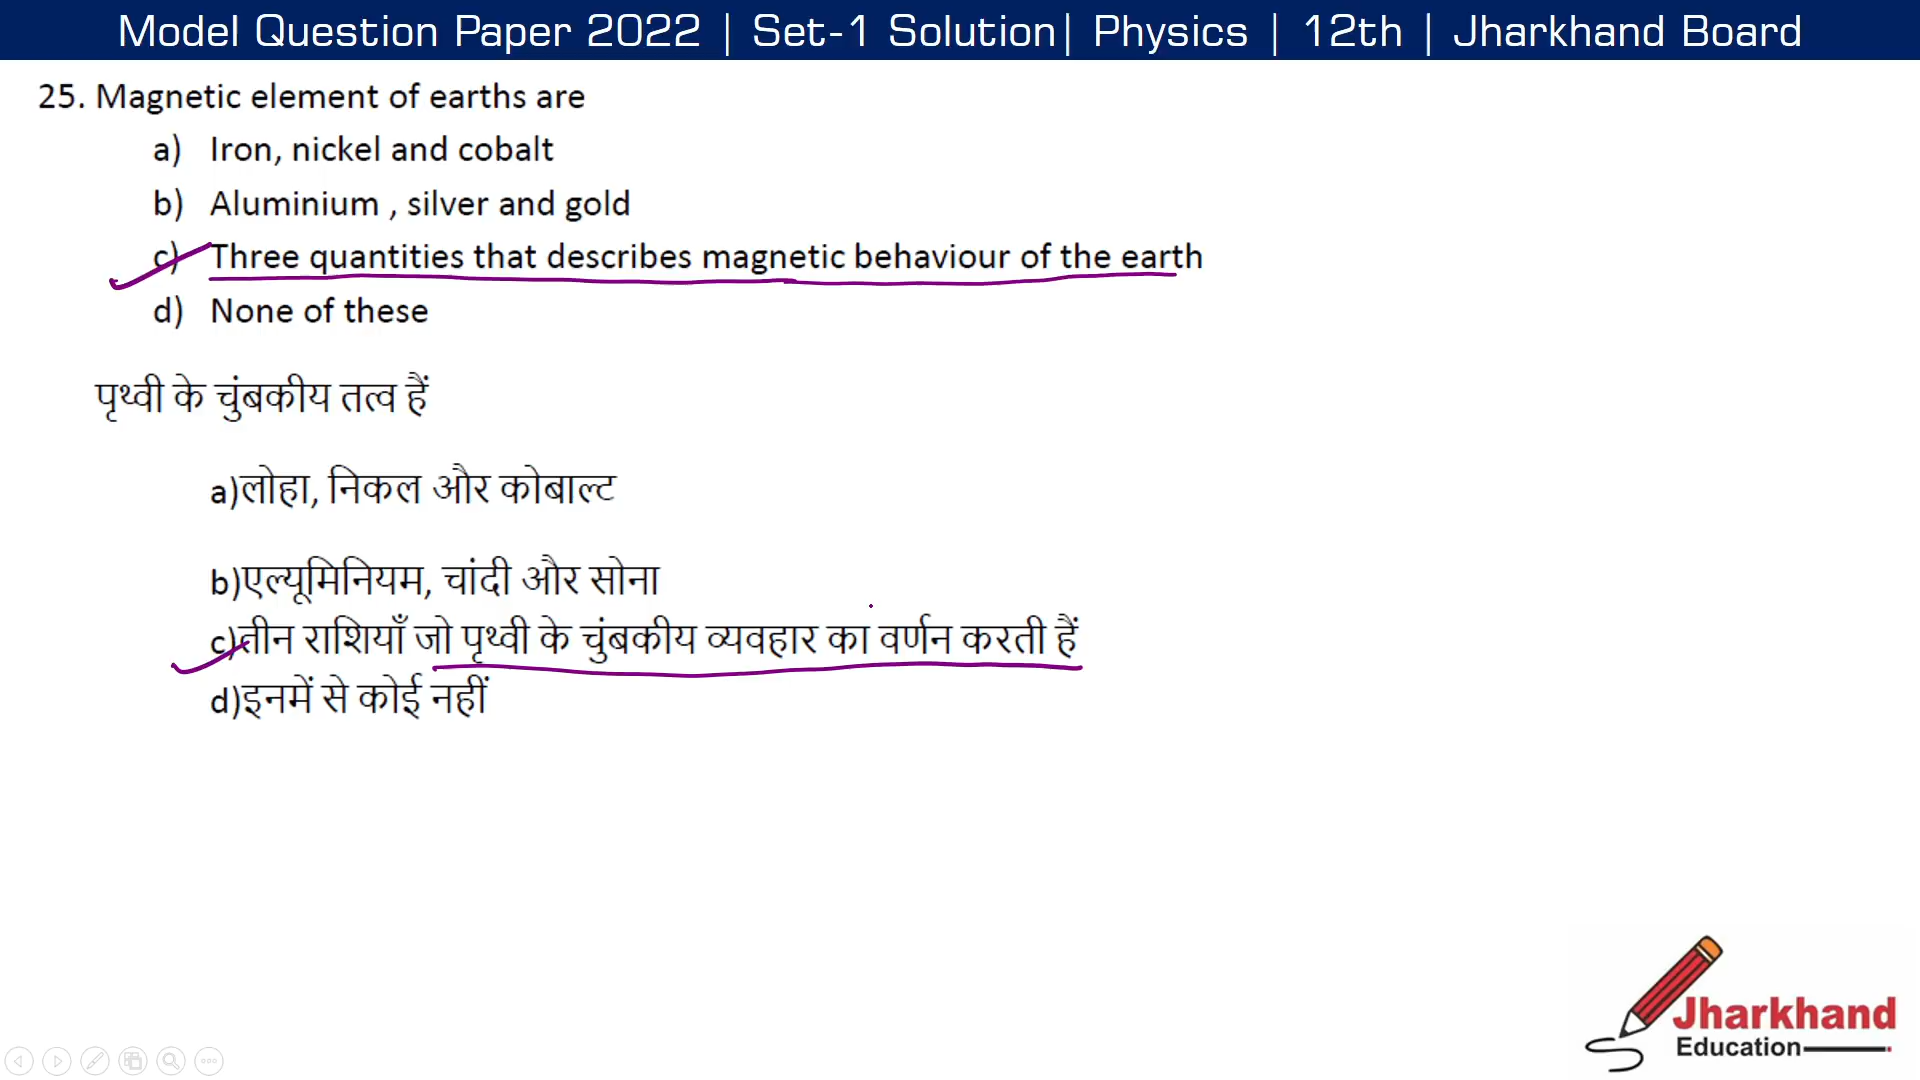 Model Question Paper 2022 | Set-1 Solution| Physics | 12th | Jharkhand Board
25. Magnetic element of earths are
a) Iron, nickel and cobalt
b) Aluminium , silver and gold
c) Three quantities that describes magnetic behaviour of the earth
d) None of these
पृथ्वी के चुंबकीय तत्व हैं
a)लोहा, निकल और कोबाल्ट
b)एल्यूमिनियम, चांदी और सोना
c)तीन राशियाँ जो पृथ्वी के चुंबकीय व्यवहार का वर्णन करती हैं
d)इनमें से कोई नहीं
Jharkhand
Education